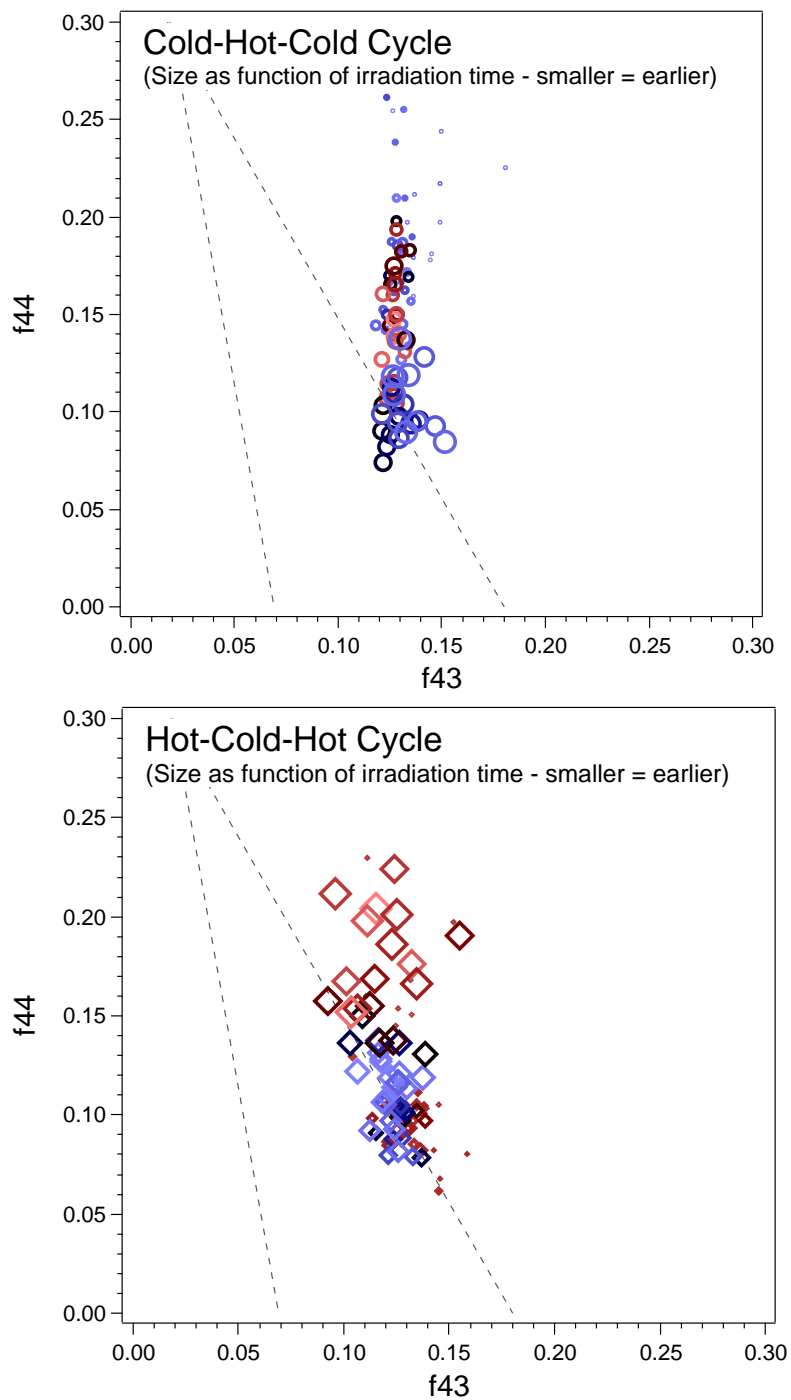 Cold-Hot-Cold Cycle
(Size as function of irradiation time - smaller = earlier)
0.30
0.25
0.20
0.15
0.10
0.05
0.00
f44
0.00 0.05 0.10 0.15 0.20 0.25 0.30
f43
Hot-Cold-Hot Cycle
(Size as function of irradiation time - smaller = earlier)
0.30
0.25
0.20
0.15
0.10
0.05
0.00
f44
0.00 0.05 0.10 0.15 0.20 0.25 0.30
f43